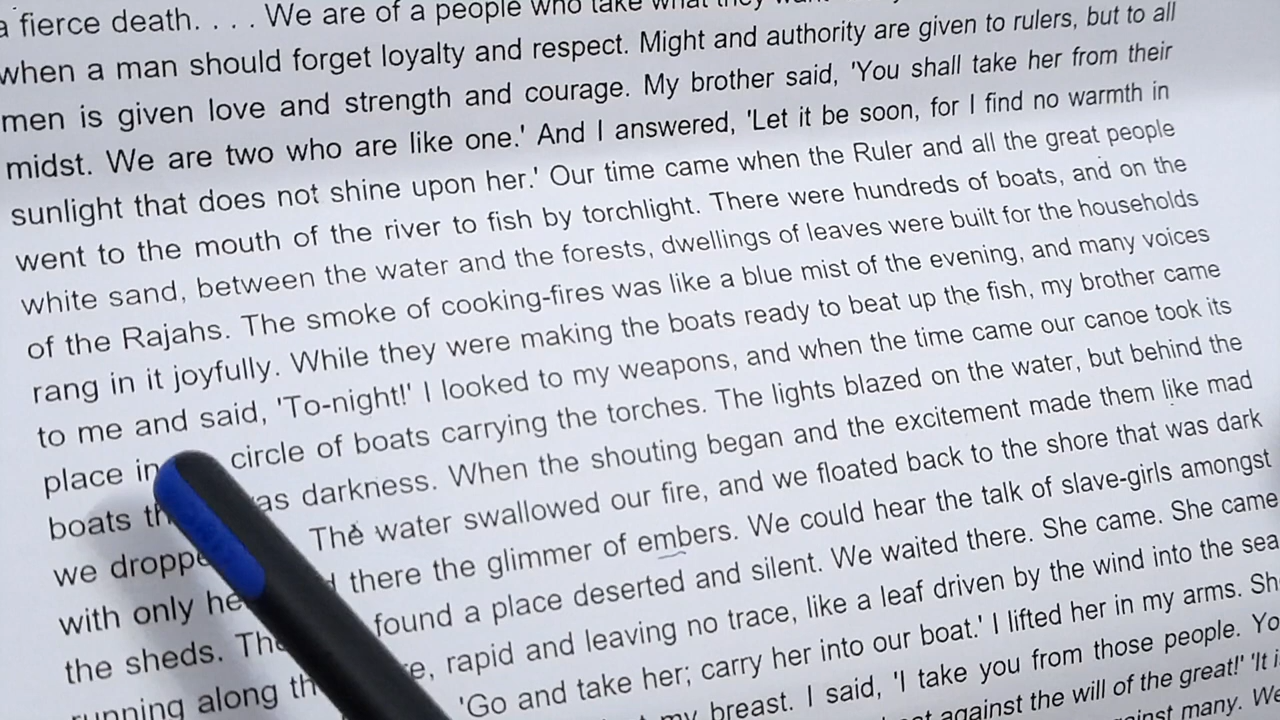 a fierce death. . . . We are of a people who take what they
when a man should forget loyalty and respect. Might and authority are given to rulers, but to all
men is given love and strength and courage. My brother said, 'You shall take her from their
midst. We are two who are like one.' And I answered, 'Let it be soon, for I find no warmth in
sunlight that does not shine upon her.' Our time came when the Ruler and all the great people
went to the mouth of the river to fish by torchlight. There were hundreds of boats, and on the
white sand, between the water and the forests, dwellings of leaves were built for the households
of the Rajahs. The smoke of cooking-fires was like a blue mist of the evening, and many voices
rang in it joyfully. While they were making the boats ready to beat up the fish, my brother came
to me and said, 'To-night!' I looked to my weapons, and when the time came our canoe took its
place in circle of boats carrying the torches. The lights blazed on the water, but behind the
boats darkness. When the shouting began and the excitement made them like mad
we The water swallowed our fire, and we floated back to the shore that was dark
with only there the glimmer of embers. We could hear the talk of slave-girls amongst
the sheds. found a place deserted and silent. We waited there. She came. She came
running along rapid and leaving no trace, like a leaf driven by the wind into the sea
'Go and take her; carry her into our boat.' I lifted her in my arms.
my breast. I said, 'I take you from those people.
against the will of the great!'
many.